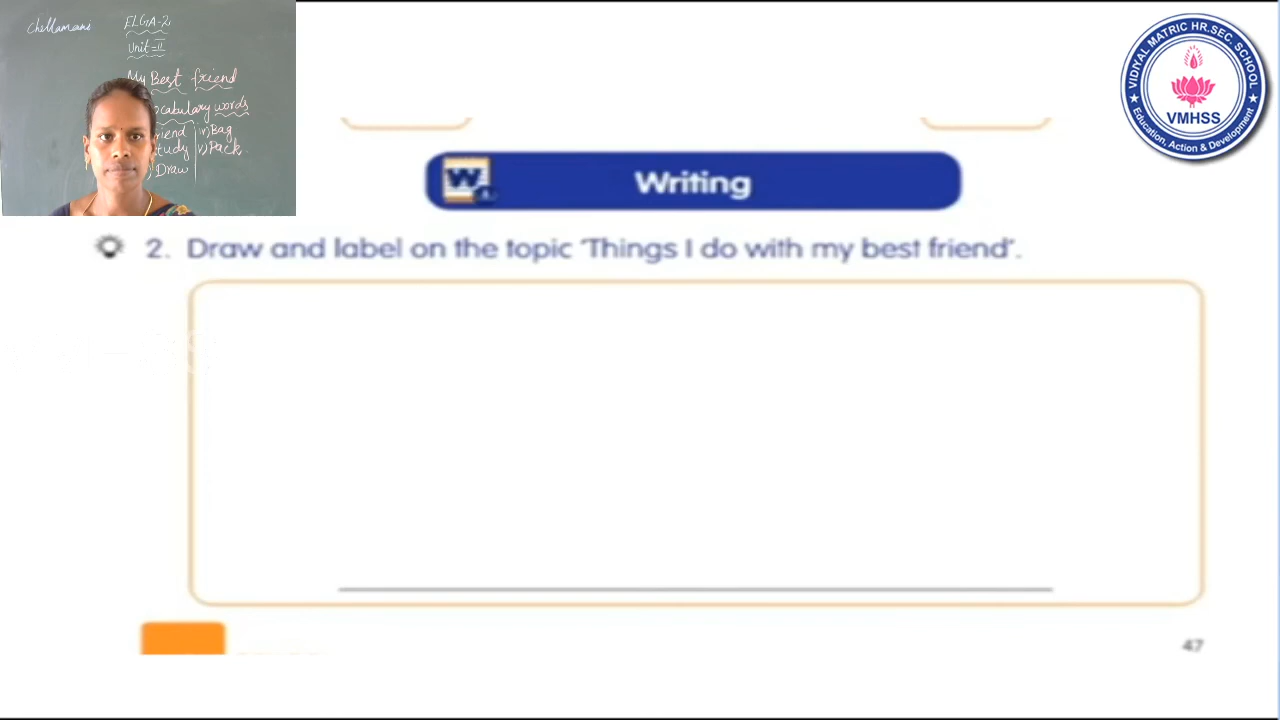 Chellamani
ELGA-2
Unit-II
My Best friend
Vocabulary words
friend iv) Bag
Study v) Pack
Draw
VIDIYAL MATRIC HR.SEC. SCHOOL
VMHSS
Education, Action & Development
W
Writing
2. Draw and label on the topic 'Things I do with my best friend'.
47